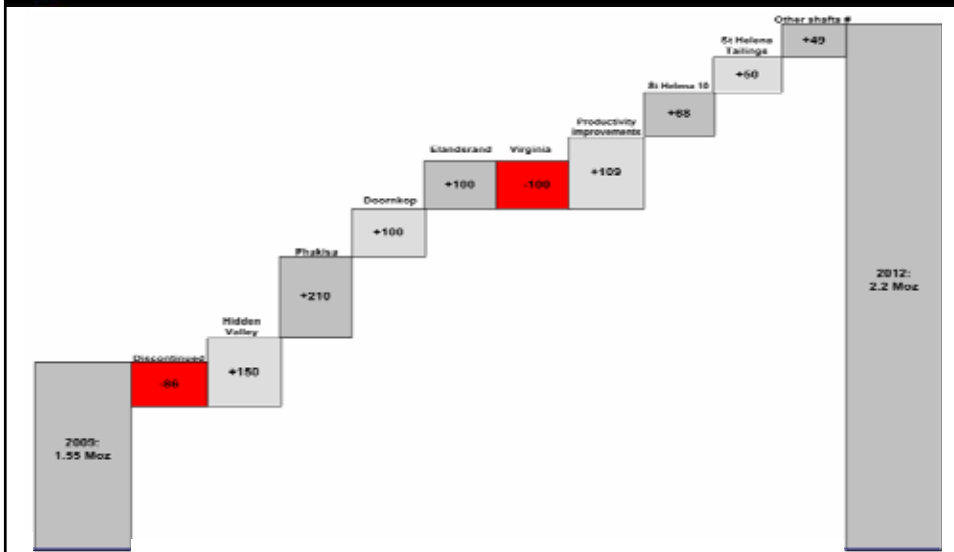 2009:
1.55 Moz
Discontinued
-86
Hidden
Valley
+150
Phakisa
+210
Doornkop
+100
Elandsrand
+100
Virginia
-100
Productivity
improvements
+109
St Helena 10
+68
St Helena
Tailings
+50
Other shafts #
+49
2012:
2.2 Moz